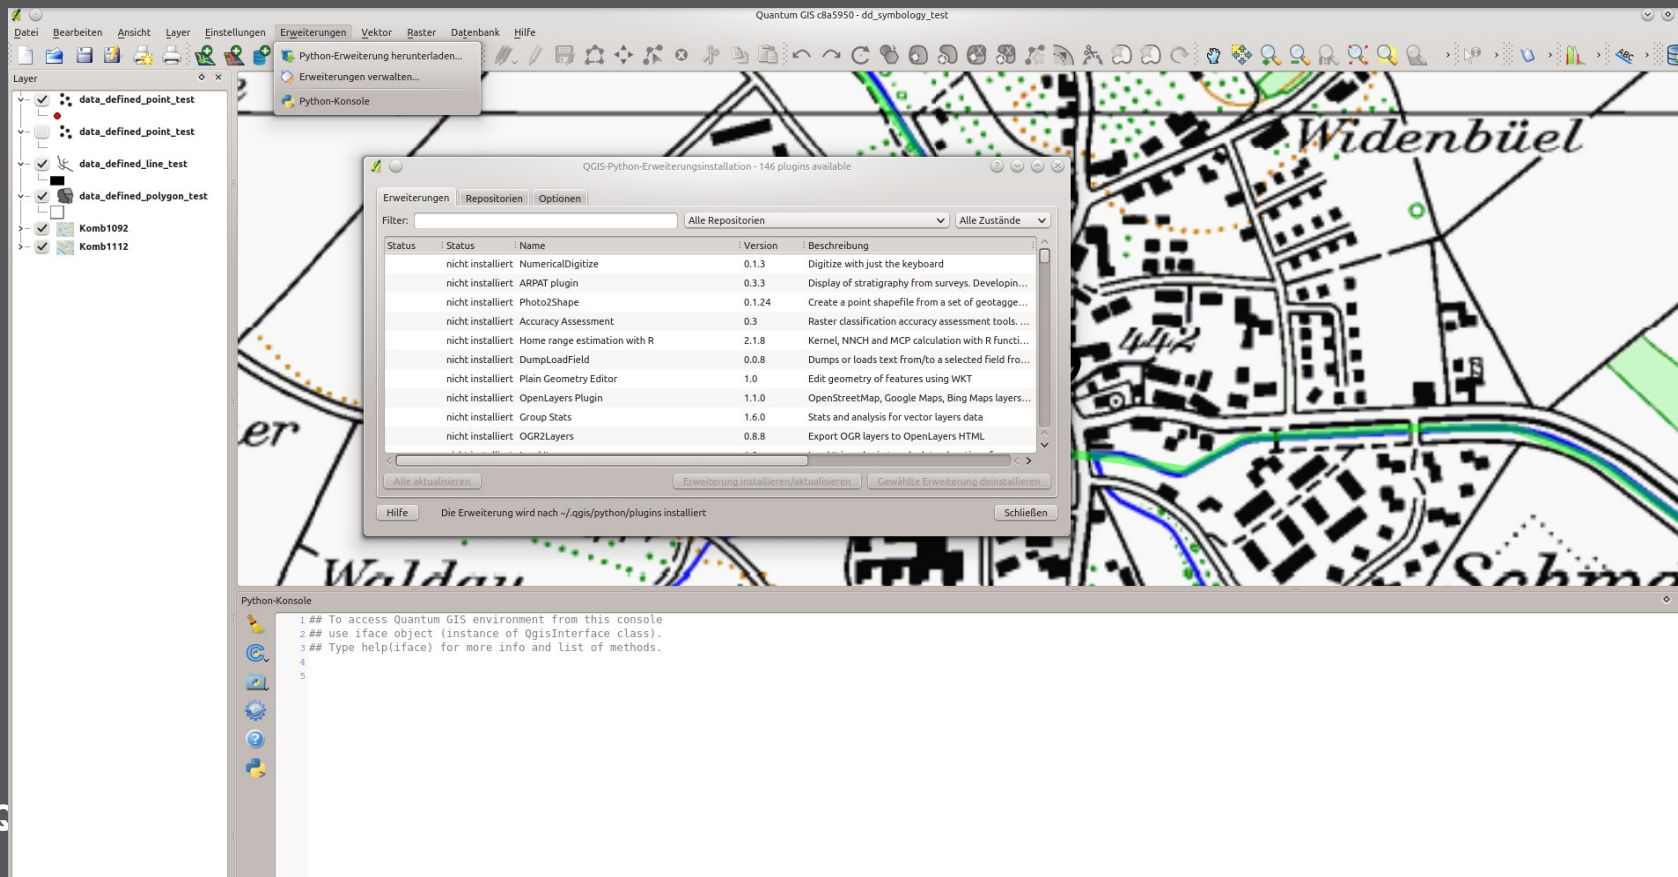 Quantum GIS c8a5950 - dd_symbology_test
Datei Bearbeiten Ansicht Layer Einstellungen Erweiterungen Vektor Raster Datenbank Hilfe
Python-Erweiterung herunterladen...
Erweiterungen verwalten...
Python-Konsole
ABC
Layer
data_defined_point_test
data_defined_point_test
data_defined_line_test
data_defined_polygon_test
Komb1092
Komb1112
Widenbüel
442
er
Waldau
QGIS-Python-Erweiterungsinstallation - 146 plugins available
Erweiterungen Repositorien Optionen
Filter: Alle Repositorien Alle Zustände
Status Status Name Version Beschreibung
nicht installiert NumericalDigitize 0.1.3 Digitize with just the keyboard
nicht installiert ARPAT plugin 0.3.3 Display of stratigraphy from surveys. Developin...
nicht installiert Photo2Shape 0.1.24 Create a point shapefile from a set of geotagge...
nicht installiert Accuracy Assessment 0.3 Raster classification accuracy assessment tools. ...
nicht installiert Home range estimation with R 2.1.8 Kernel, NNCH and MCP calculation with R functi...
nicht installiert DumpLoadField 0.0.8 Dumps or loads text from/to a selected field fro...
nicht installiert Plain Geometry Editor 1.0 Edit geometry of features using WKT
nicht installiert OpenLayers Plugin 1.1.0 OpenStreetMap, Google Maps, Bing Maps layers...
nicht installiert Group Stats 1.6.0 Stats and analysis for vector layers data
nicht installiert OGR2Layers 0.8.8 Export OGR layers to OpenLayers HTML
Alle aktualisieren Erweiterung installieren/aktualisieren Gewählte Erweiterung deinstallieren
Hilfe Die Erweiterung wird nach ~/.qgis/python/plugins installiert Schließen
Python-Konsole
1 ## To access Quantum GIS environment from this console
2 ## use iface object (instance of QgisInterface class).
3 ## Type help(iface) for more info and list of methods.
4
5